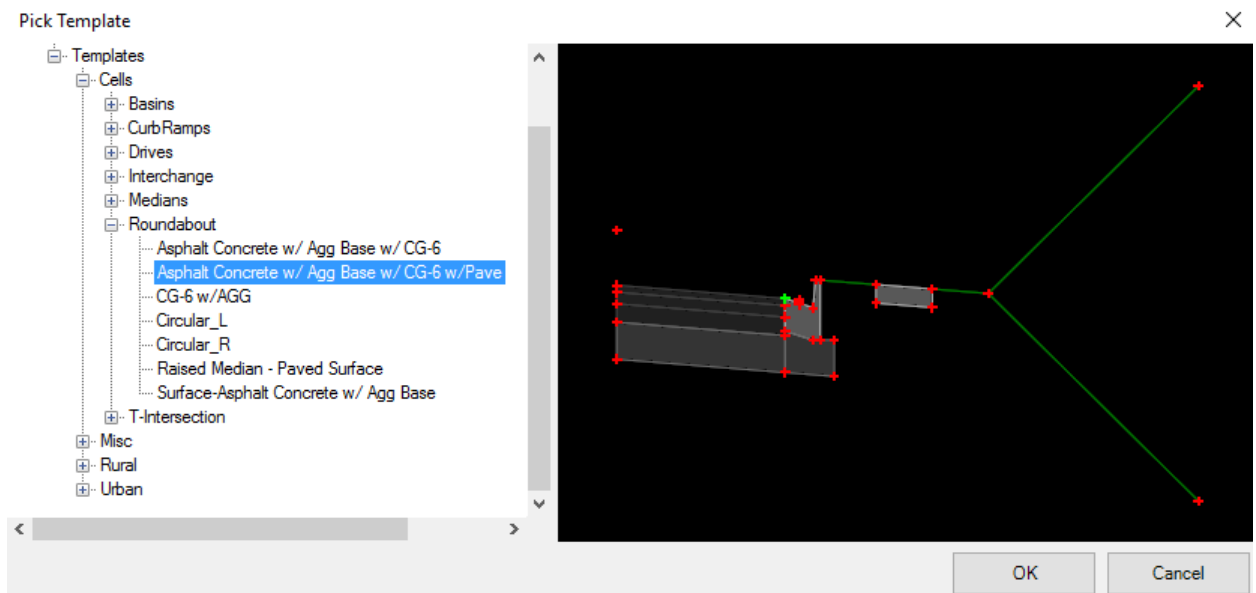 Pick Template
Templates
Cells
Basins
CurbRamps
Drives
Interchange
Medians
Roundabout
Asphalt Concrete w/ Agg Base w/ CG-6
Asphalt Concrete w/ Agg Base w/ CG-6 w/Pave
CG-6 w/AGG
Circular_L
Circular_R
Raised Median - Paved Surface
Surface-Asphalt Concrete w/ Agg Base
T-Intersection
Misc
Rural
Urban
OK Cancel